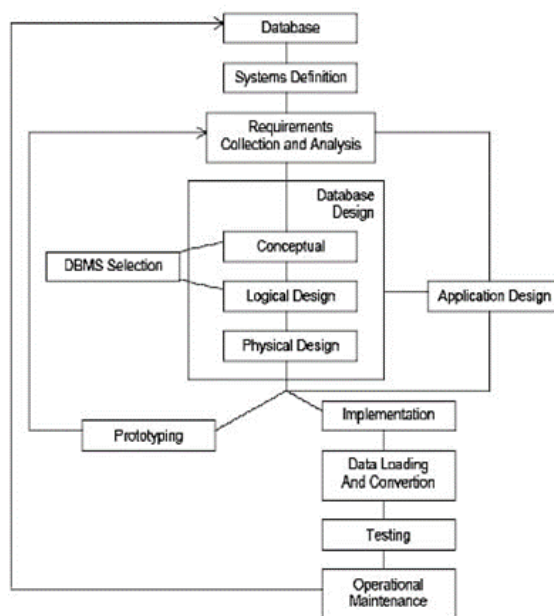 Database
Systems Definition
Requirements
Collection and Analysis
Database
Design
Conceptual
DBMS Selection
Logical Design
Application Design
Physical Design
Implementation
Prototyping
Data Loading
And Convertion
Testing
Operational
Maintenance